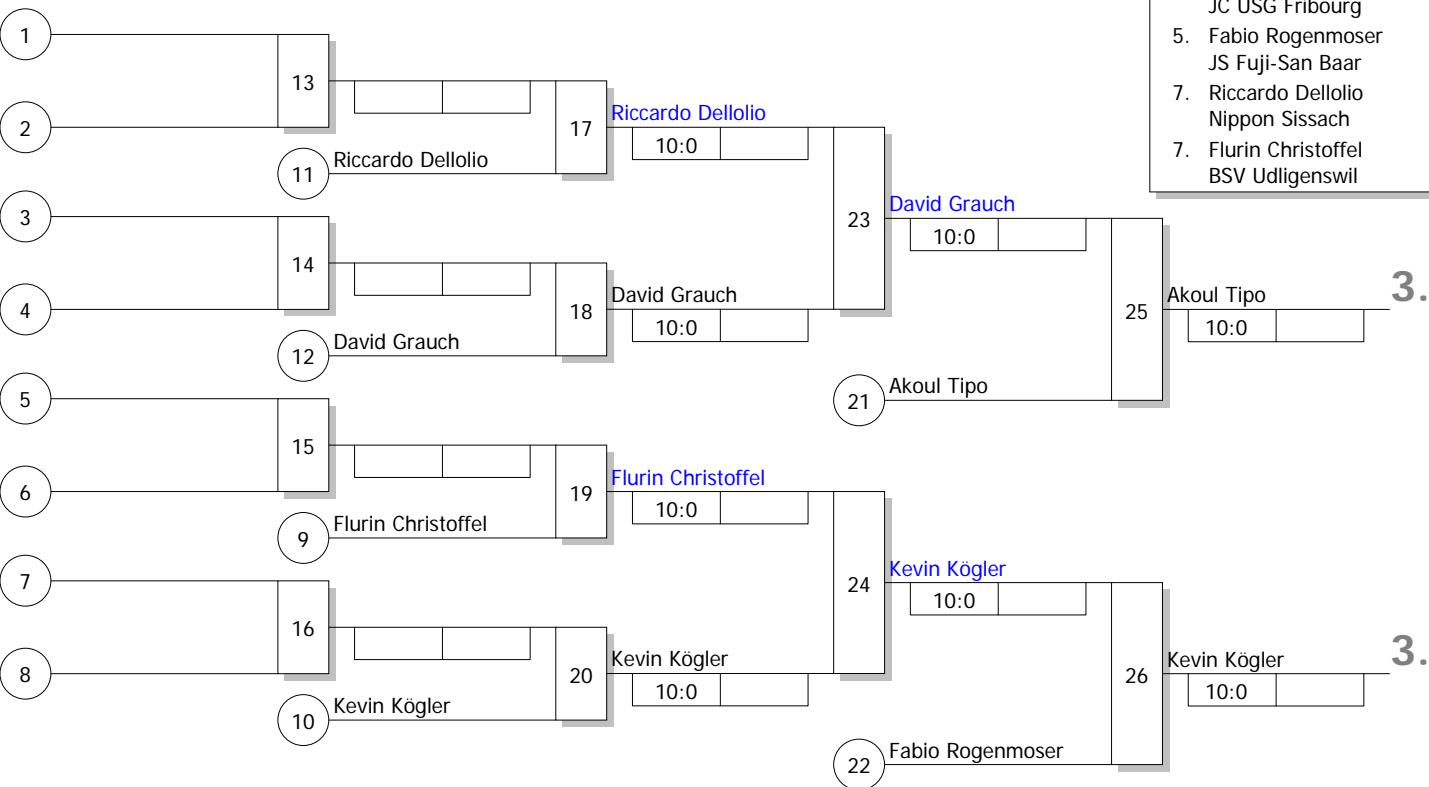 JC USG Fribourg
5. Fabio Rogenmoser
JS Fuji-San Baar
7. Riccardo Dellolio
Nippon Sissach
7. Flurin Christoffel
BSV Udligenswil
1
13
2
17
Riccardo Dellolio
10:0
11
Riccardo Dellolio
3
14
4
18
David Grauch
10:0
12
David Grauch
23
David Grauch
10:0
21
Akoul Tipo
25
Akoul Tipo
10:0
3.
5
15
6
19
Flurin Christoffel
10:0
9
Flurin Christoffel
7
16
8
20
Kevin Kögler
10:0
10
Kevin Kögler
24
Kevin Kögler
10:0
22
Fabio Rogenmoser
26
Kevin Kögler
10:0
3.